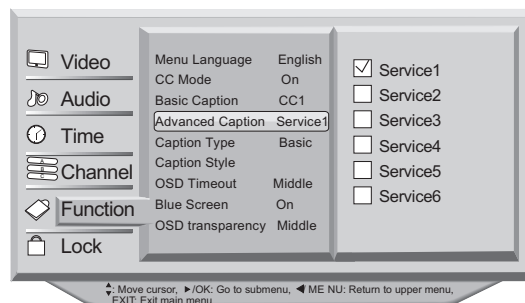 Video
Audio
Time
Channel
Function
Lock
Menu Language English
CC Mode On
Basic Caption CC1
Advanced Caption Service1
Caption Type Basic
Caption Style
OSD Timeout Middle
Blue Screen On
OSD transparency Middle
Service1
Service2
Service3
Service4
Service5
Service6
: Move cursor, ►/OK: Go to submenu, ◄ ME NU: Return to upper menu,
EXIT: Exit main menu